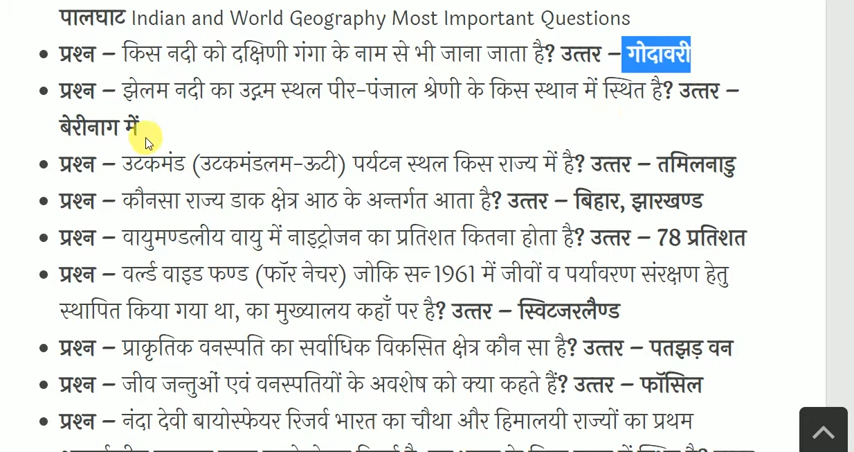 पालघाट Indian and World Geography Most Important Questions
• प्रश्न – किस नदी को दक्षिणी गंगा के नाम से भी जाना जाता है? उत्तर – गोदावरी
• प्रश्न – झेलम नदी का उद्गम स्थल पीर-पंजाल श्रेणी के किस स्थान में स्थित है? उत्तर –
बेरीनाग में
• प्रश्न – उटकमंड (उटकमंडलम-ऊटी) पर्यटन स्थल किस राज्य में है? उत्तर – तमिलनाडु
• प्रश्न – कौनसा राज्य डाक क्षेत्र आठ के अन्तर्गत आता है? उत्तर – बिहार, झारखण्ड
• प्रश्न – वायुमण्डलीय वायु में नाइट्रोजन का प्रतिशत कितना होता है? उत्तर – 78 प्रतिशत
• प्रश्न – वर्ल्ड वाइड फण्ड (फॉर नेचर) जोकि सन् 1961 में जीवों व पर्यावरण संरक्षण हेतु
स्थापित किया गया था, का मुख्यालय कहाँ पर है? उत्तर – स्विटजरलैण्ड
• प्रश्न – प्राकृतिक वनस्पति का सर्वाधिक विकसित क्षेत्र कौन सा है? उत्तर – पतझड़ वन
• प्रश्न – जीव जन्तुओं एवं वनस्पतियों के अवशेष को क्या कहते हैं? उत्तर – फॉसिल
• प्रश्न – नंदा देवी बायोस्फेयर रिजर्व भारत का चौथा और हिमालयी राज्यों का प्रथम